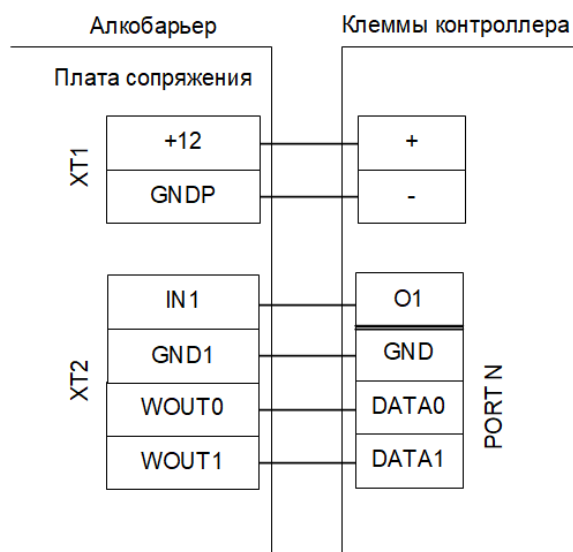 Алкобарьер
Клеммы контроллера
Плата сопряжения
XT1
+12
+
GNDP
-
XT2
IN1
O1
GND1
GND
WOUT0
DATA0
WOUT1
DATA1
PORT N